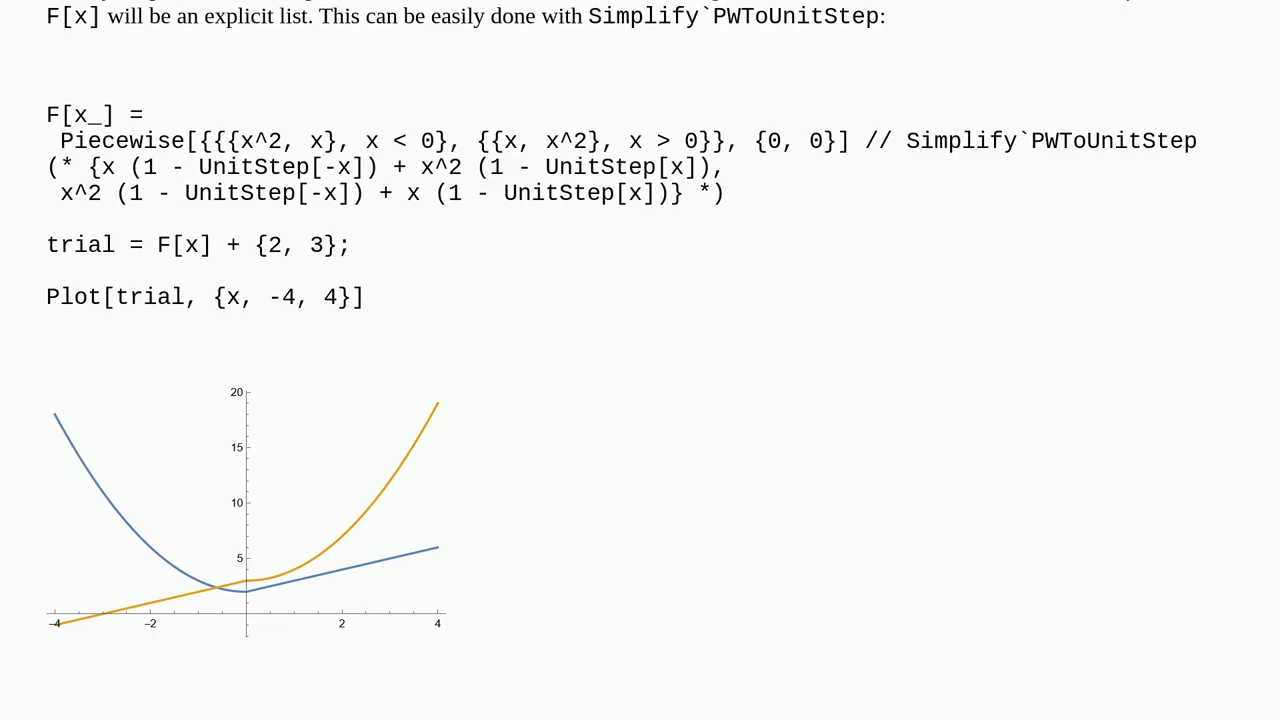 F[x] will be an explicit list. This can be easily done with Simplify`PWToUnitStep:
F[x_] =
Piecewise[{{{x^2, x}, x < 0}, {{x, x^2}, x > 0}}, {0, 0}] // Simplify`PWToUnitStep
(* {x (1 - UnitStep[-x]) + x^2 (1 - UnitStep[x]),
x^2 (1 - UnitStep[-x]) + x (1 - UnitStep[x])} *)
trial = F[x] + {2, 3};
Plot[trial, {x, -4, 4}]
20
15
10
5
-4 -2 2 4